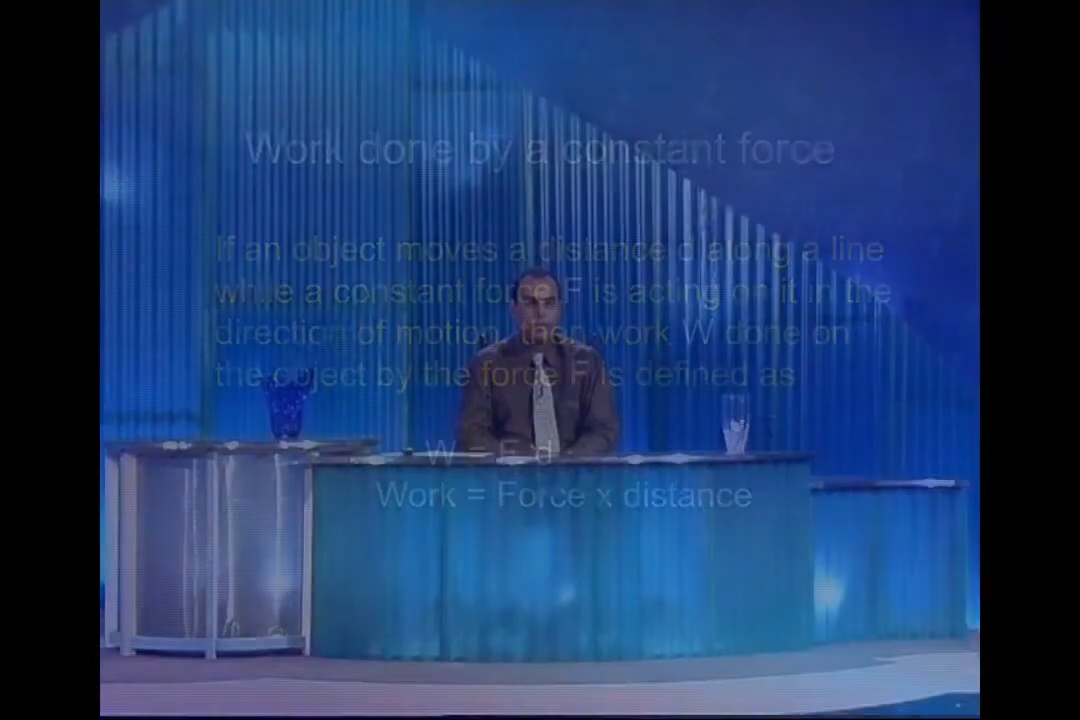 Work done by a constant force
If an object moves a distance d along a line
while a constant force F is acting on it in the
direction of motion, then work W done on
the object by the force F is defined as
W = F d
Work = Force x distance